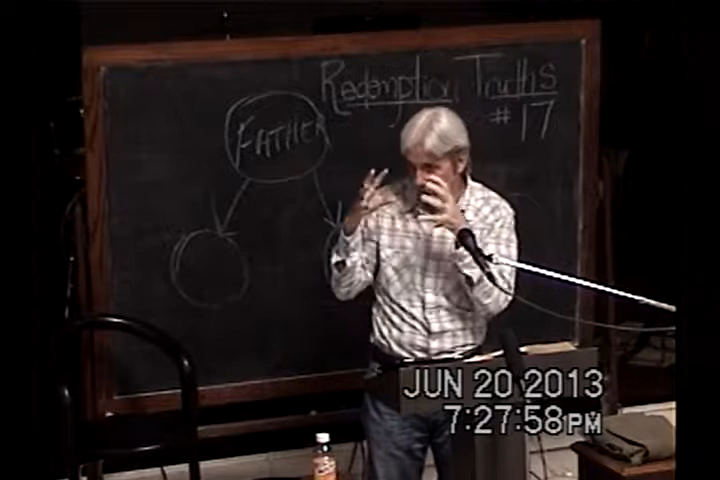 Redemption Truths
#17
FATHER
JUN 20 2013
7:27:58PM